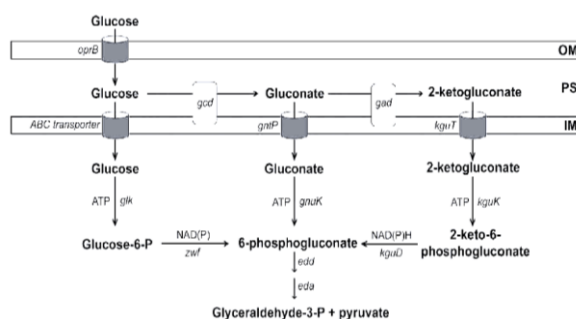 Glucose
oprB
OM
Glucose
gcd
Gluconate
gad
2-ketogluconate
PS
ABC transporter
gntP
kguT
IM
Glucose
Gluconate
2-ketogluconate
ATP glk
ATP gnuK
ATP kguK
Glucose-6-P
NAD(P)
zwf
6-phosphogluconate
NAD(P)H
kguD
2-keto-6-
phosphogluconate
edd
eda
Glyceraldehyde-3-P + pyruvate